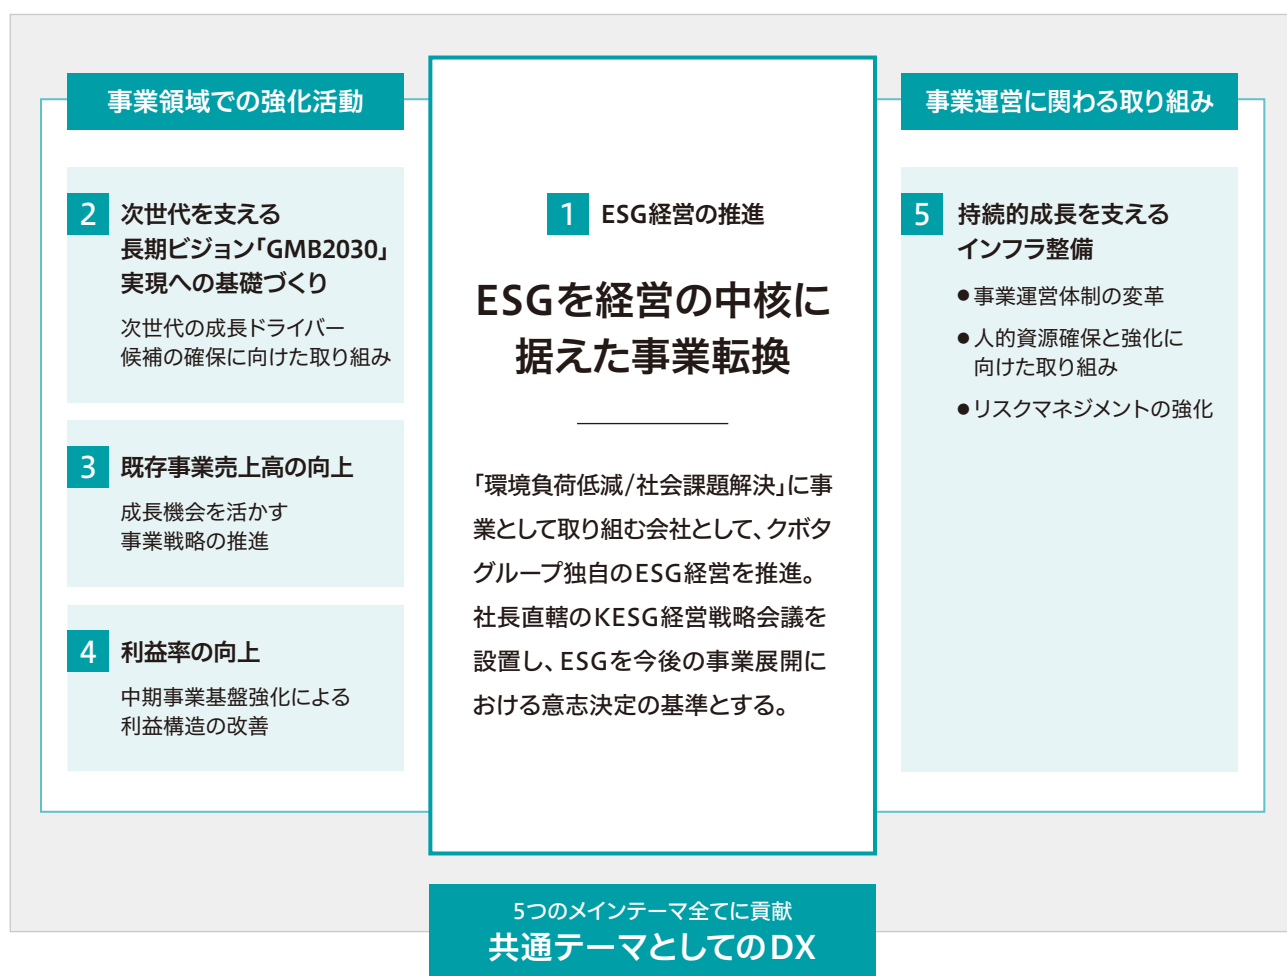 事業領域での強化活動
2 次世代を支える
長期ビジョン「GMB2030」
実現への基礎づくり
次世代の成長ドライバー
候補の確保に向けた取り組み
3 既存事業売上高の向上
成長機会を活かす
事業戦略の推進
4 利益率の向上
中期事業基盤強化による
利益構造の改善
1 ESG経営の推進
ESGを経営の中核に
据えた事業転換
「環境負荷低減/社会課題解決」に事
業として取り組む会社として、クボタ
グループ独自のESG経営を推進。
社長直轄のKESG経営戦略会議を
設置し、ESGを今後の事業展開に
おける意志決定の基準とする。
事業運営に関わる取り組み
5 持続的成長を支える
インフラ整備
●事業運営体制の変革
●人的資源確保と強化に
向けた取り組み
●リスクマネジメントの強化
5つのメインテーマ全てに貢献
共通テーマとしてのDX